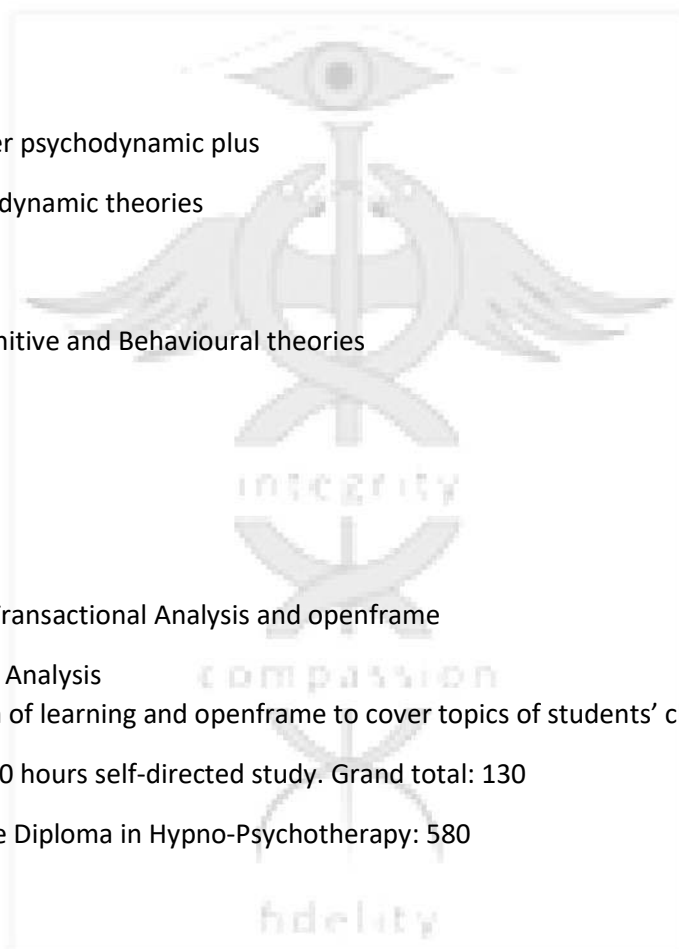 er psychodynamic plus
dynamic theories
nitive and Behavioural theories
integrity
Transactional Analysis and openframe
Analysis
compassion
n of learning and openframe to cover topics of students’ c
0 hours self-directed study. Grand total: 130
e Diploma in Hypno-Psychotherapy: 580
fidelity